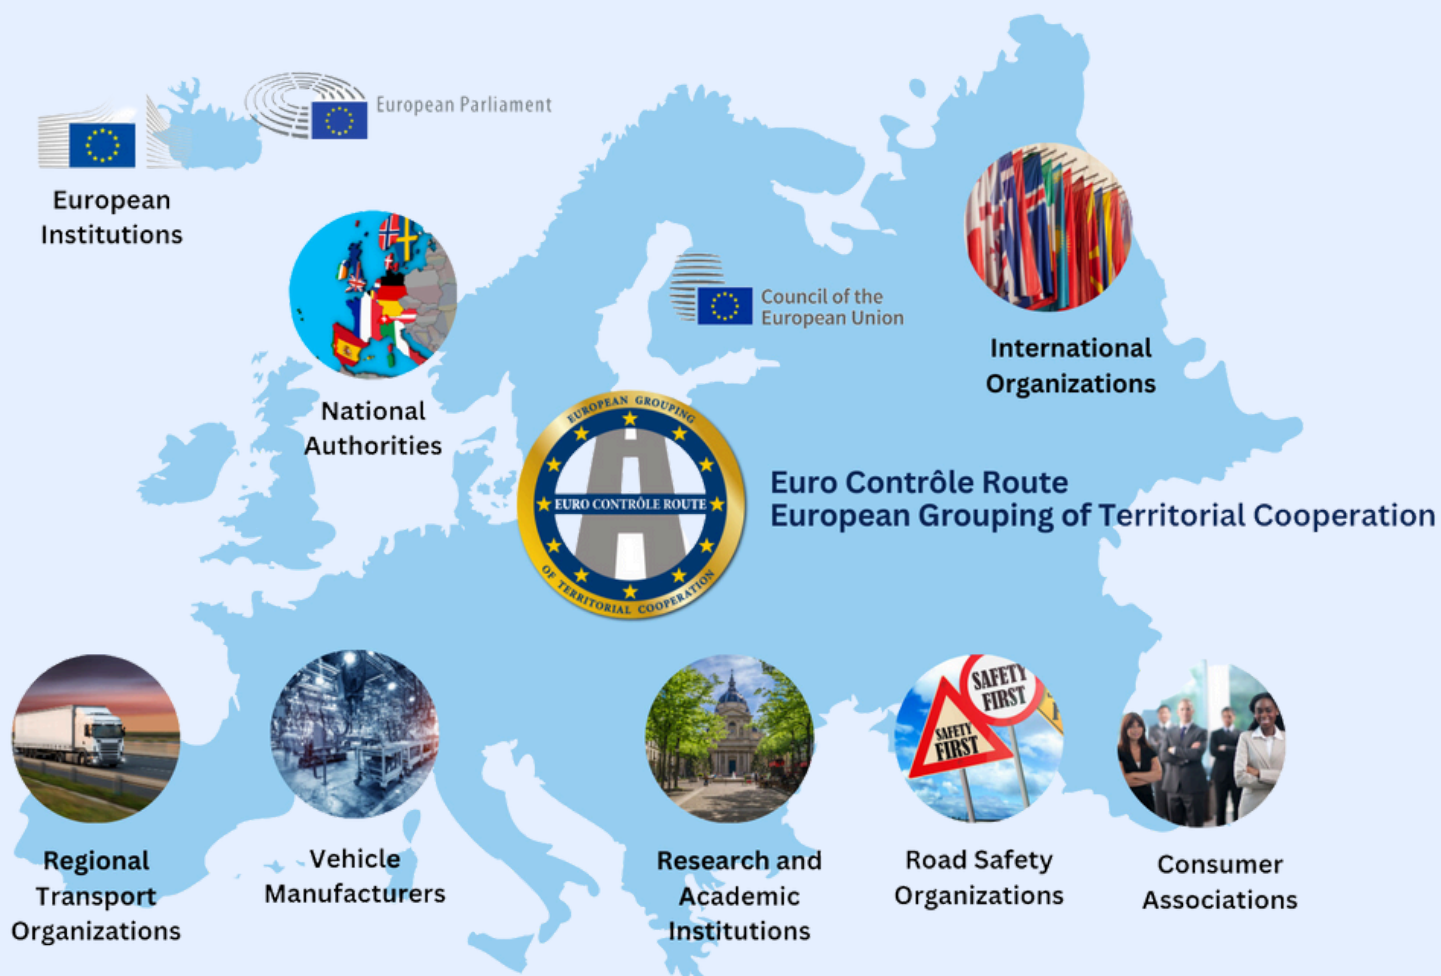 European Parliament
European
Institutions
National
Authorities
Council of the
European Union
International
Organizations
EUROPEAN GROUPING
EURO CONTRÔLE ROUTE
OF TERRITORIAL COOPERATION
Euro Contrôle Route
European Grouping of Territorial Cooperation
SAFETY
FIRST
SAFETY
FIRST
Regional
Transport
Organizations
Vehicle
Manufacturers
Research and
Academic
Institutions
Road Safety
Organizations
Consumer
Associations